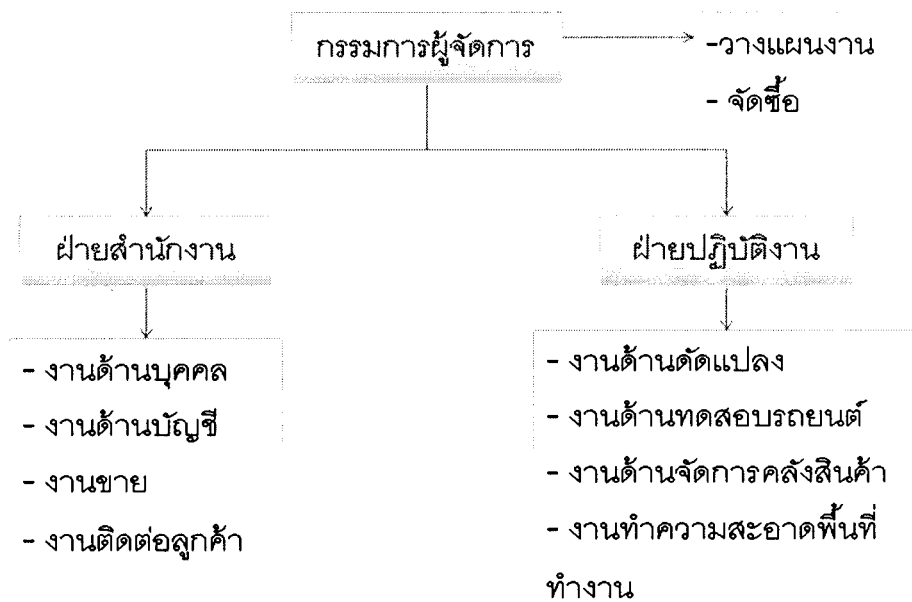 กรรมการผู้จัดการ
-วางแผนงาน
- จัดซื้อ
ฝ่ายสำนักงาน
- งานด้านบุคคล
- งานด้านบัญชี
- งานขาย
- งานติดต่อลูกค้า
ฝ่ายปฏิบัติงาน
- งานด้านดัดแปลง
- งานด้านทดสอบรถยนต์
- งานด้านจัดการคลังสินค้า
- งานทำความสะอาดพื้นที่
ทำงาน